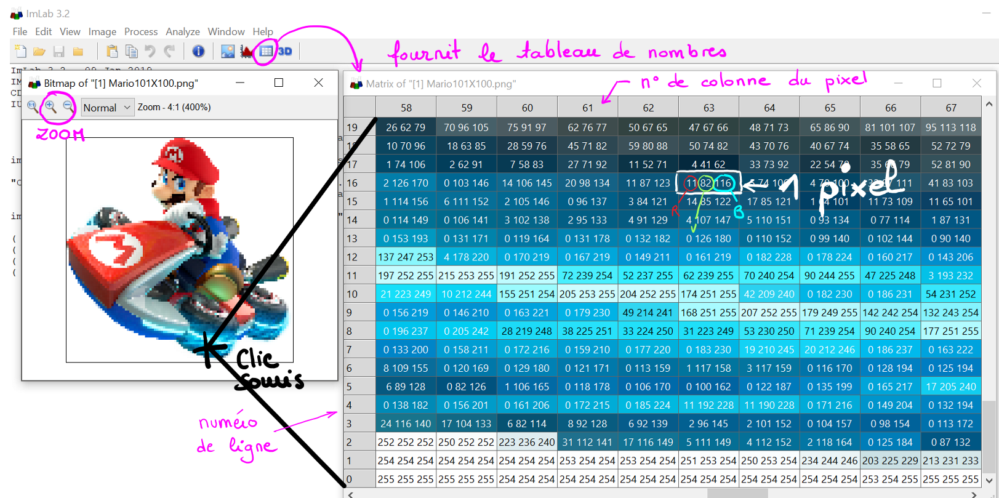 ImLab 3.2
File Edit View Image Process Analyze Window Help
3D
fournit le tableau de nombres
Bitmap of "[1] Mario101X100.png"
Normal
Zoom - 4:1 (400%)
ZOOM
Clic
souris
numéro
de ligne
Matrix of "[1] Mario101X100.png"
n° de colonne du pixel
58 59 60 61 62 63 64 65 66 67
19 26 62 79 70 96 105 75 91 97 62 76 77 50 67 65 47 67 66 48 71 73 65 86 90 81 101 107 95 113 118
10 70 96 18 63 85 28 59 76 45 71 82 59 80 88 50 74 82 43 70 76 40 67 74 35 58 65 52 72 79
17 1 74 106 2 62 91 7 58 83 27 71 92 11 52 71 4 41 62 33 73 92 22 54 35 52 81 90
16 2 126 170 0 103 146 14 106 145 20 98 134 11 87 123 11 82 116 41 83 103
1 pixel
R B
15 1 114 156 6 111 152 2 105 146 0 96 137 3 84 121 14 85 122 17 85 121 101 11 73 109 11 65 101
14 0 114 149 0 106 141 3 102 138 2 95 133 4 91 129 4 107 147 5 110 151 0 93 134 0 77 114 1 87 131
13 0 153 193 0 131 171 0 119 164 0 131 178 0 132 182 0 126 180 0 110 152 0 99 140 0 102 144 0 90 140
12 137 247 253 4 178 220 0 170 219 0 167 219 0 149 211 0 161 219 0 182 228 0 178 224 0 160 217 0 143 206
11 197 252 255 215 253 255 191 252 255 72 239 254 52 237 255 62 239 255 70 240 254 90 244 255 47 225 248 3 193 232
10 21 223 249 10 212 244 155 251 254 205 253 255 204 252 255 174 251 255 42 209 240 0 182 230 0 186 231 54 231 252
9 0 156 219 0 146 210 0 163 221 0 179 230 49 214 241 168 251 255 207 252 255 179 249 255 142 242 254 132 243 254
8 0 196 237 0 205 242 28 219 248 38 225 251 33 224 250 31 223 249 53 230 250 71 239 254 90 240 254 177 251 255
7 0 133 200 0 158 211 0 172 216 0 159 210 0 177 220 0 183 230 19 210 245 20 212 246 0 186 237 0 163 222
6 8 109 155 0 120 169 0 129 180 0 121 171 0 113 159 1 117 158 3 117 159 0 116 170 0 128 194 0 125 194
5 6 89 128 0 82 126 1 106 165 0 118 178 0 106 170 0 100 162 0 122 187 0 135 199 0 165 217 17 205 240
4 0 138 182 0 156 201 0 161 206 0 172 215 0 185 224 11 192 228 11 190 228 0 171 216 0 149 204 0 132 194
3 24 116 140 17 104 133 6 82 114 8 92 128 6 92 139 2 96 145 2 101 152 0 104 157 0 98 154 0 113 172
2 252 252 252 250 252 252 223 236 240 31 112 141 17 116 149 5 111 149 4 112 152 2 118 164 0 125 184 0 87 132
1 254 254 254 254 254 254 254 254 254 253 254 254 253 254 254 251 253 254 250 253 254 234 244 246 203 225 229 213 231 233
0 255 255 255 255 255 255 254 254 254 254 254 254 254 254 254 254 254 254 254 254 254 254 254 254 253 254 255 255 255 255